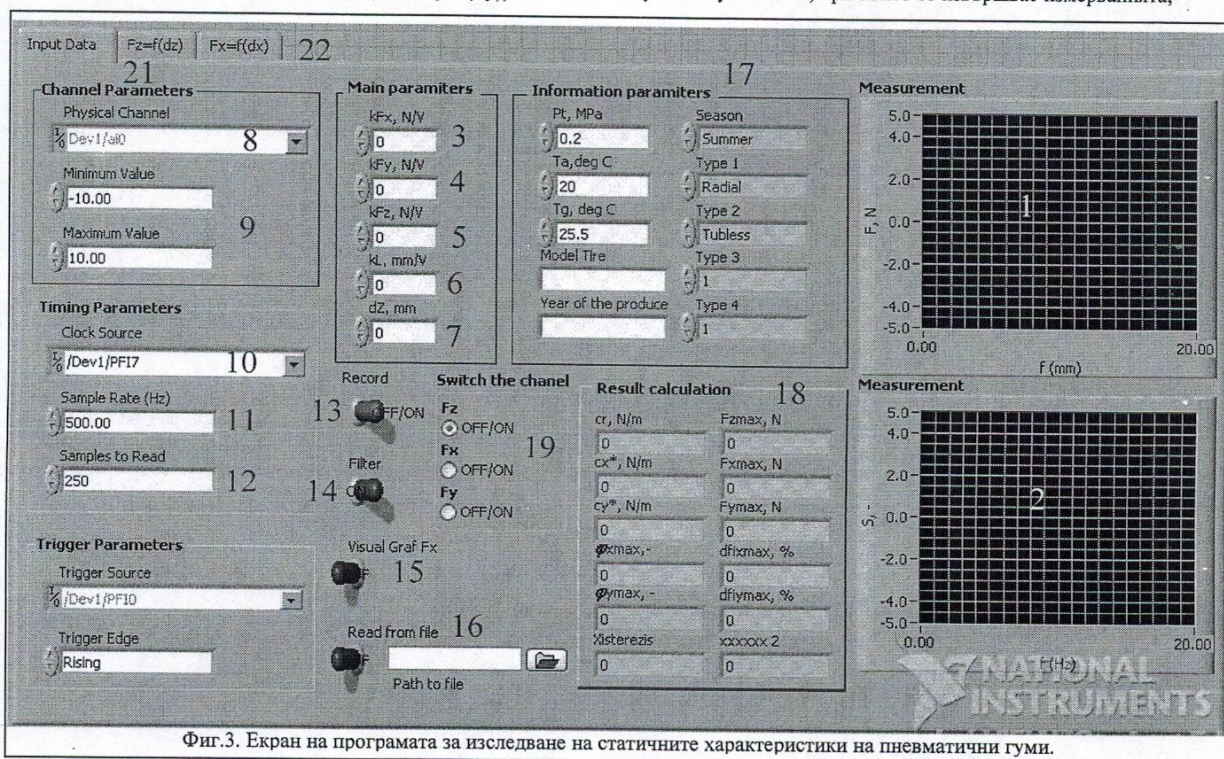 при които се извършват измерванията;
Input Data Fz=f(dz) Fx=f(dx) 22
21
Channel Parameters
Physical Channel
Dev1/ai0 8
Minimum Value
-10.00
9
Maximum Value
10.00
Timing Parameters
Clock Source
/Dev1/PFI7 10
Sample Rate (Hz)
500.00 11
Samples to Read
250 12
Trigger Parameters
Trigger Source
/Dev1/PFI0
Trigger Edge
Rising
Main paramiters
kFx, N/V
0 3
kFy, N/V
0 4
kFz, N/V
0 5
kL, mm/V
0 6
dZ, mm
0 7
17
Information paramiters
Pt, MPa
0.2
Ta,deg C
20
Tg, deg C
25.5
Model Tire
Year of the produce
Season
Summer
Type 1
Radial
Type 2
Tubless
Type 3
1
Type 4
1
Record
13 OFF/ON
Filter
14
Visual Graf Fx
15
Read from file 16
Path to file
Switch the chanel
Fz
OFF/ON 19
Fx
OFF/ON
Fy
OFF/ON
Result calculation 18
cr, N/m Fzmax, N
0 0
cx*, N/m Fxmax, N
0 0
cy*, N/m Fymax, N
0 0
φxmax,- dfixmax, %
0 0
φymax, - dfiymax, %
0 0
Xisterezis xxxxxx 2
0 0
Measurement
5.0
4.0
2.0
0.0
-2.0
-4.0
-5.0
F, N
1
0.00 20.00
f (mm)
Measurement
5.0
4.0
2.0
0.0
-2.0
-4.0
-5.0
S, -
2
0.00 20.00
f (Hz)
NATIONAL
INSTRUMENTS
Фиг.3. Екран на програмата за изследване на статичните характеристики на пневматични гуми.